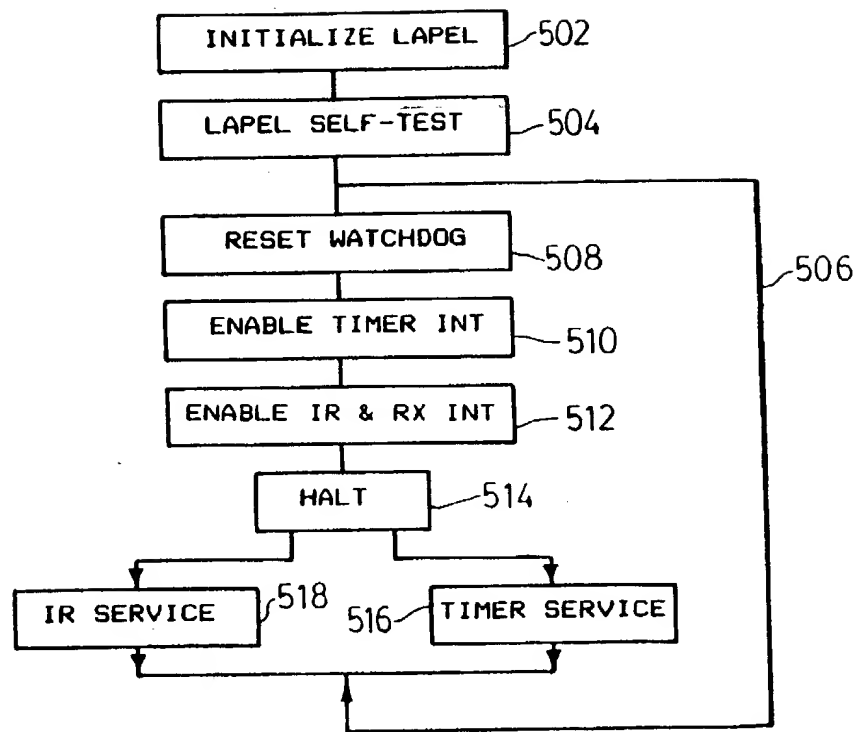 INITIALIZE LAPEL 502
LAPEL SELF-TEST 504
RESET WATCHDOG 508
506
ENABLE TIMER INT 510
ENABLE IR & RX INT 512
HALT 514
IR SERVICE 518 516 TIMER SERVICE